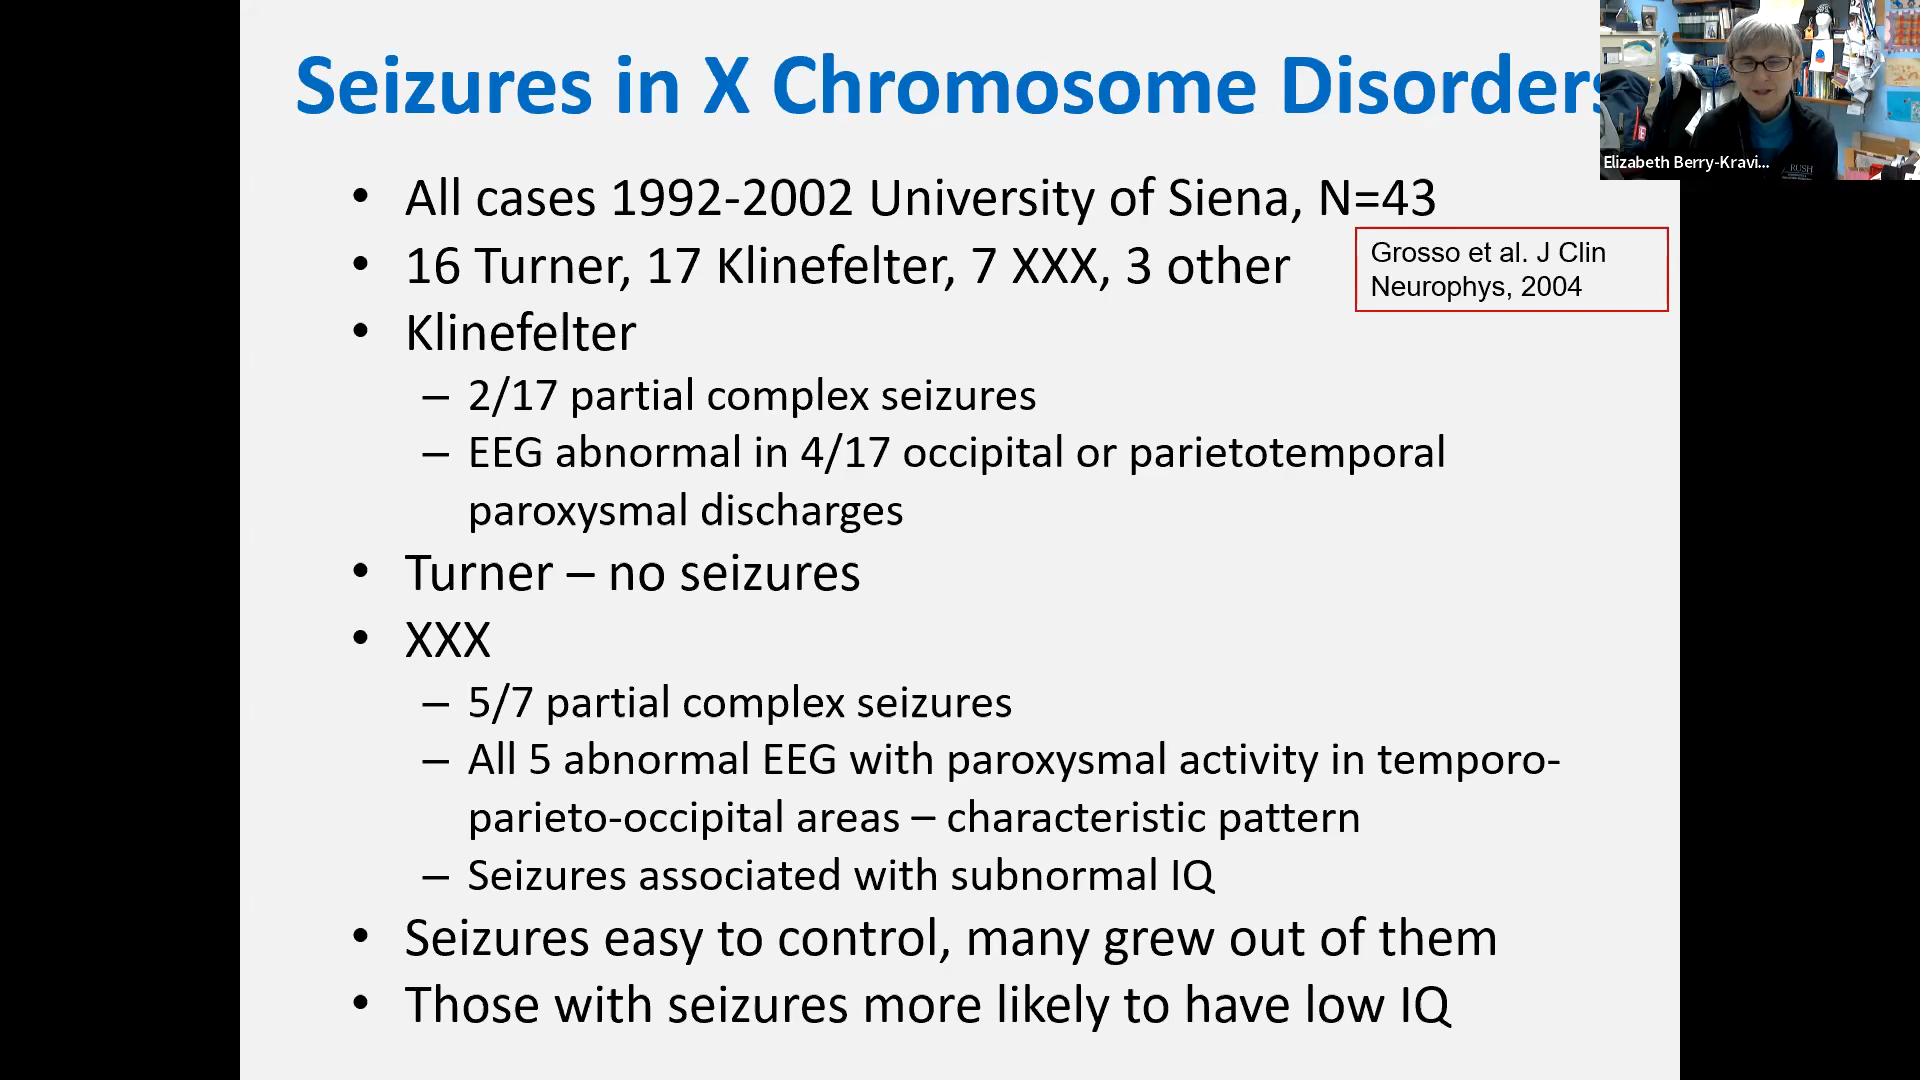 Seizures in X Chromosome Disorders
Elizabeth Berry-Kravi...
RUSH
• All cases 1992-2002 University of Siena, N=43
• 16 Turner, 17 Klinefelter, 7 XXX, 3 other
Grosso et al. J Clin
Neurophys, 2004
• Klinefelter
– 2/17 partial complex seizures
– EEG abnormal in 4/17 occipital or parietotemporal
paroxysmal discharges
• Turner – no seizures
• XXX
– 5/7 partial complex seizures
– All 5 abnormal EEG with paroxysmal activity in temporo-
parieto-occipital areas – characteristic pattern
– Seizures associated with subnormal IQ
• Seizures easy to control, many grew out of them
• Those with seizures more likely to have low IQ